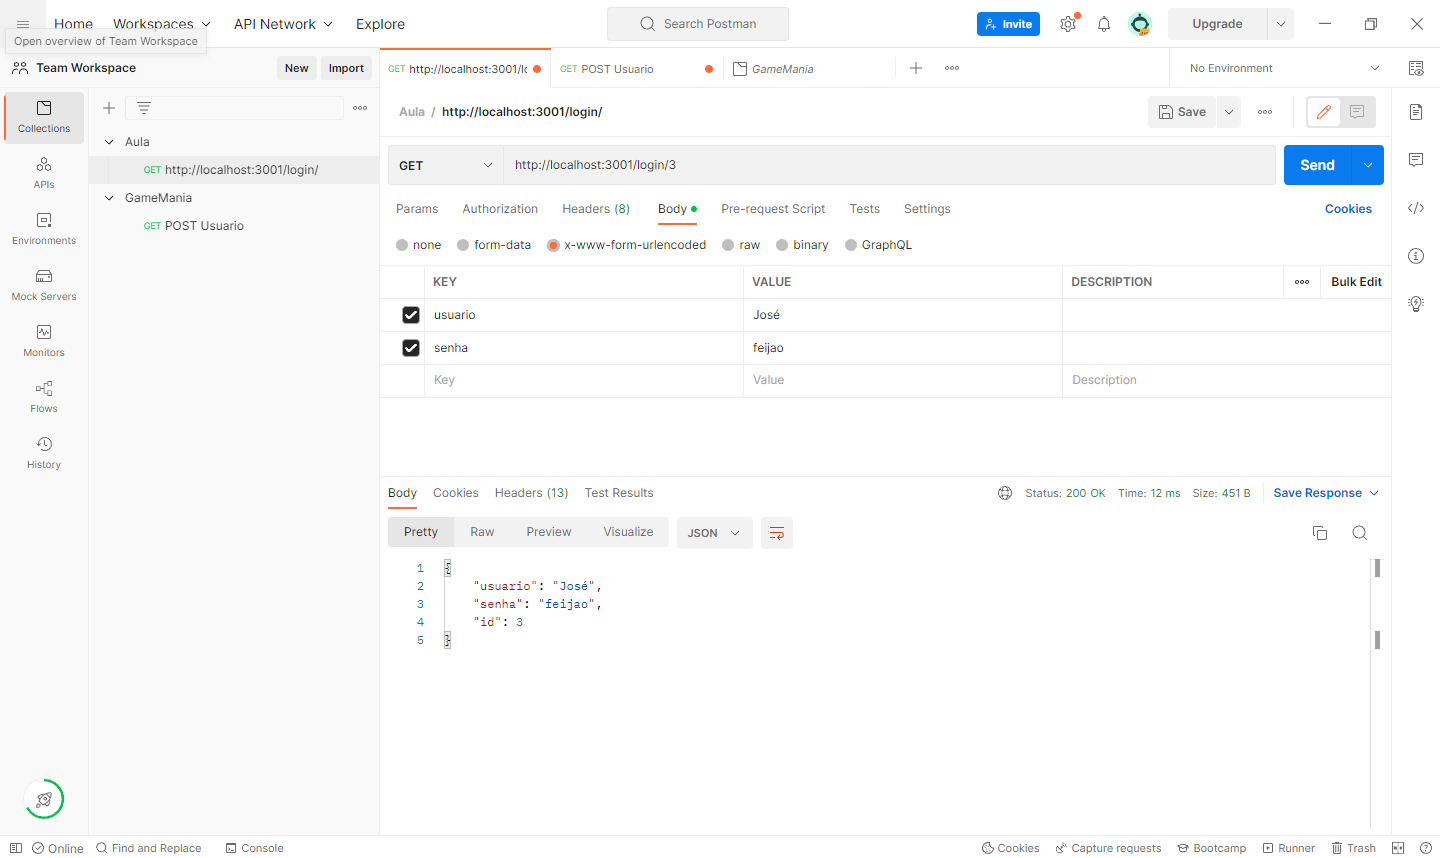 Home Workspaces API Network Explore Search Postman Invite Upgrade
Open overview of Team Workspace
Team Workspace New Import
GET http://localhost:3001/lo
GET POST Usuario
GameMania
No Environment
Collections
APIs
Environments
Mock Servers
Monitors
Flows
History
Aula
GET http://localhost:3001/login/
GameMania
GET POST Usuario
Aula / http://localhost:3001/login/ Save
GET http://localhost:3001/login/3 Send
Params Authorization Headers (8) Body Pre-request Script Tests Settings Cookies
none form-data x-www-form-urlencoded raw binary GraphQL
KEY VALUE DESCRIPTION Bulk Edit
usuario José
senha feijao
Key Value Description
Body Cookies Headers (13) Test Results Status: 200 OK Time: 12 ms Size: 451 B Save Response
Pretty Raw Preview Visualize JSON
1 {
2 "usuario": "José",
3 "senha": "feijao",
4 "id": 3
5 }
Online Find and Replace Console Cookies Capture requests Bootcamp Runner Trash